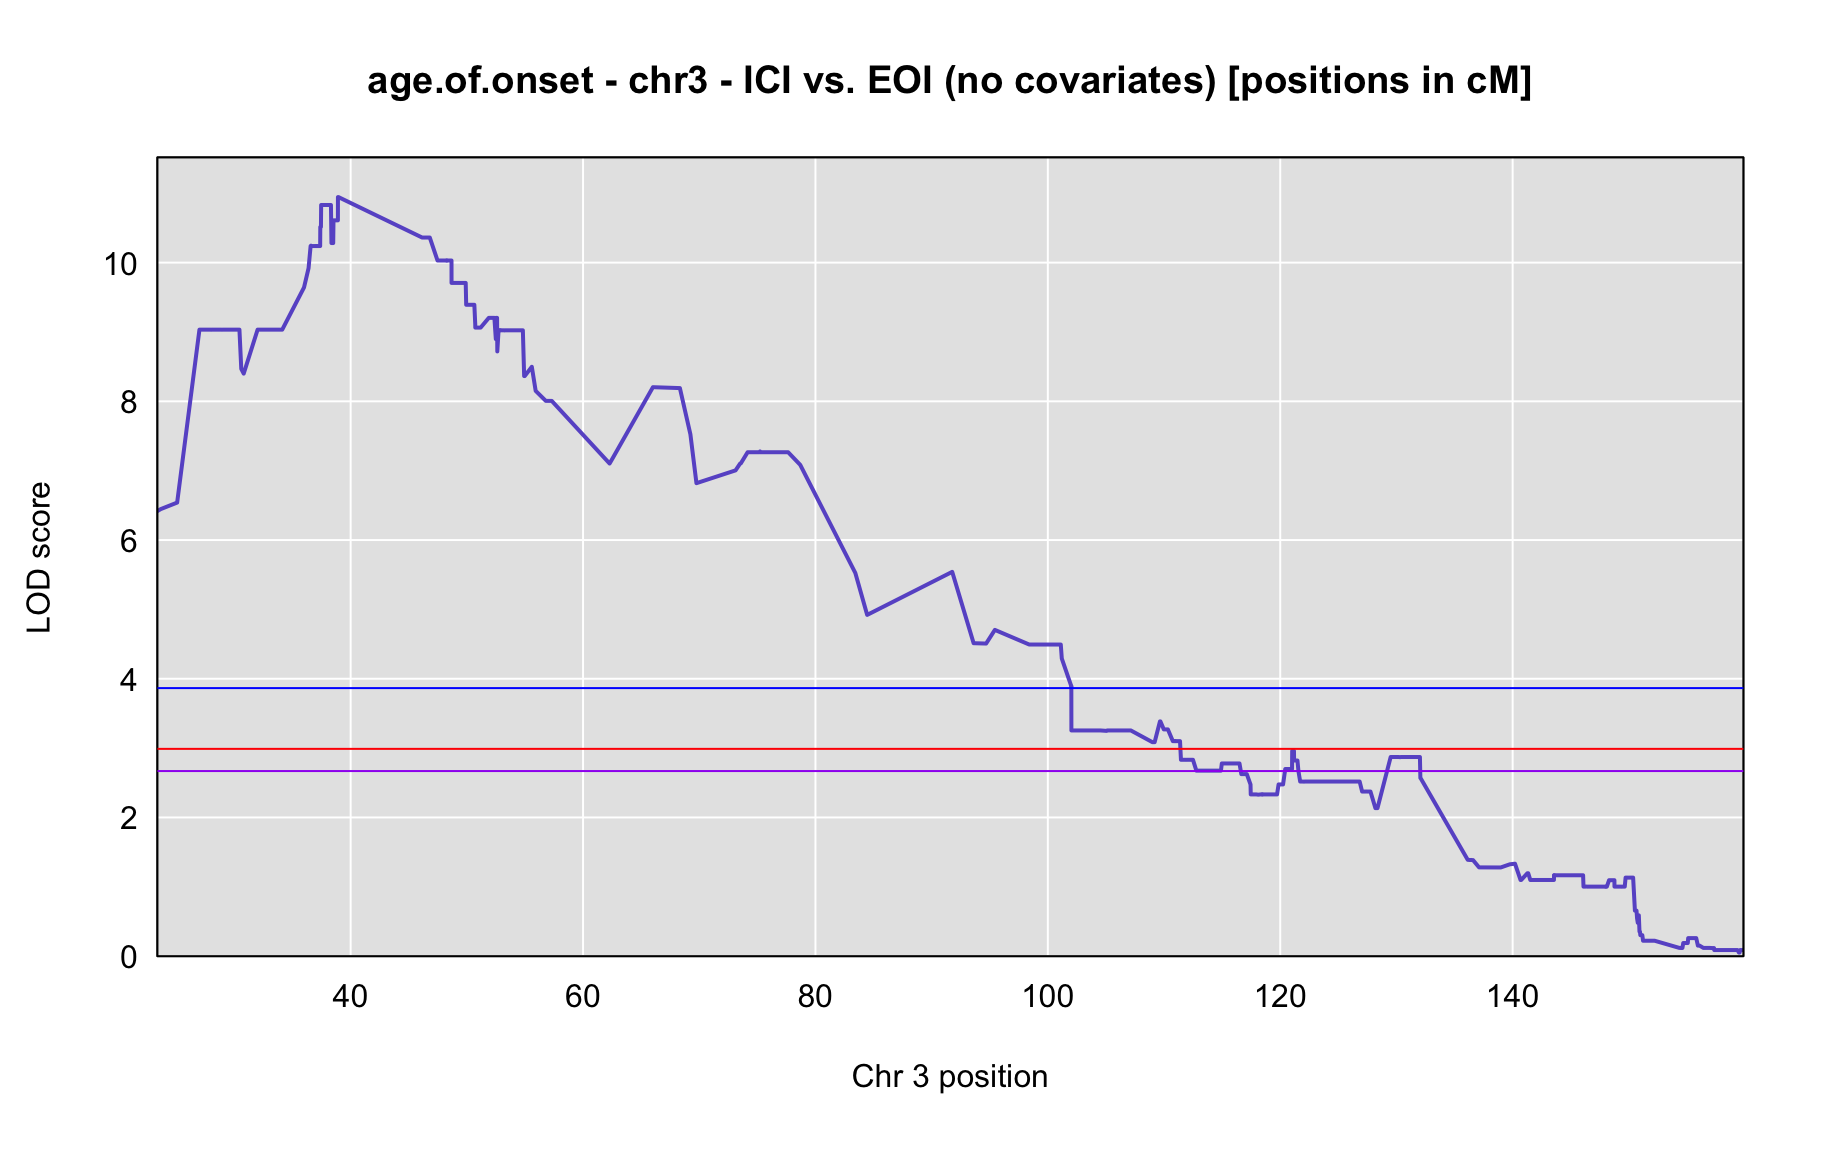 age.of.onset - chr3 - ICI vs. EOI (no covariates) [positions in cM]
10
8
6
4
2
0
LOD score
40 60 80 100 120 140
Chr 3 position